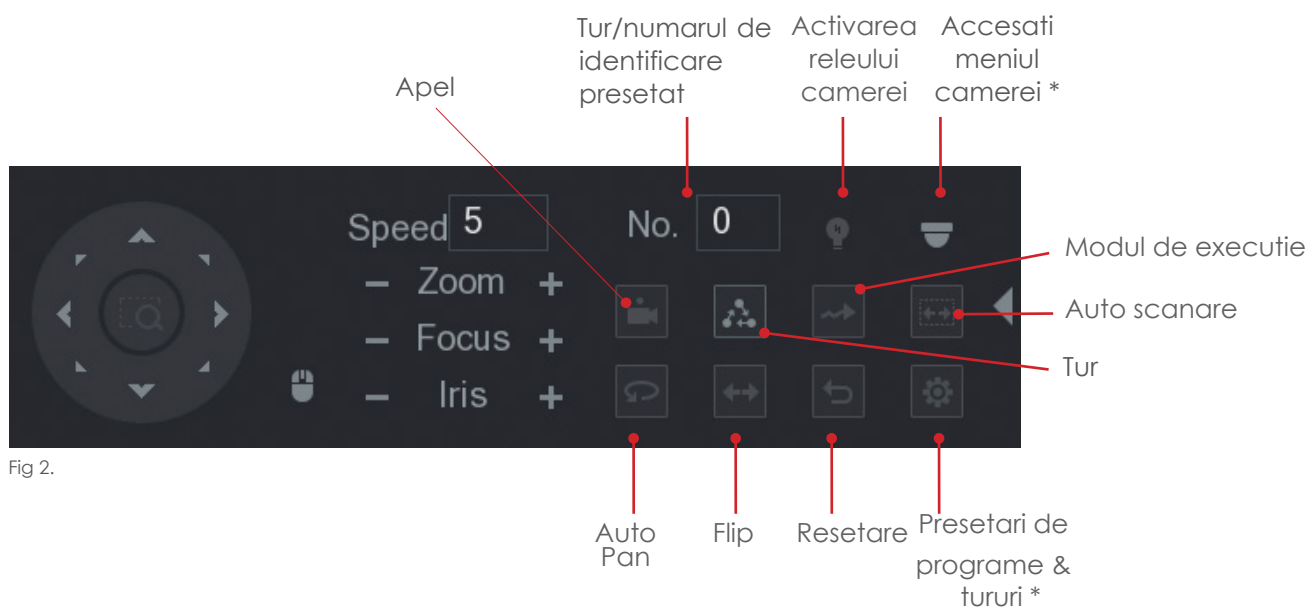 Tur/numarul de
identificare
presetat
Activarea
releului
camerei
Accesati
meniul
camerei *
Apel
Speed 5
No. 0
Zoom
Focus
Iris
Modul de executie
Auto scanare
Tur
Fig 2.
Auto
Pan
Flip
Resetare
Presetari de
programe &
tururi *